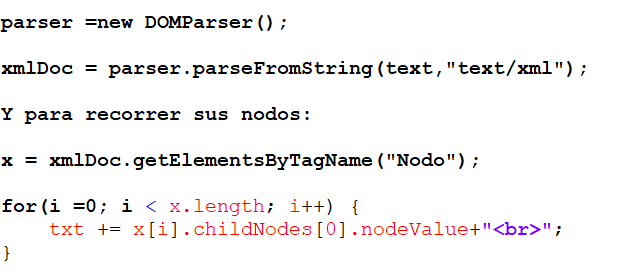 parser =new DOMParser();
xmlDoc = parser.parseFromString(text,"text/xml");
Y para recorrer sus nodos:
x = xmlDoc.getElementsByTagName("Nodo");
for(i =0; i < x.length; i++) {
    txt += x[i].childNodes[0].nodeValue+"<br>";
}